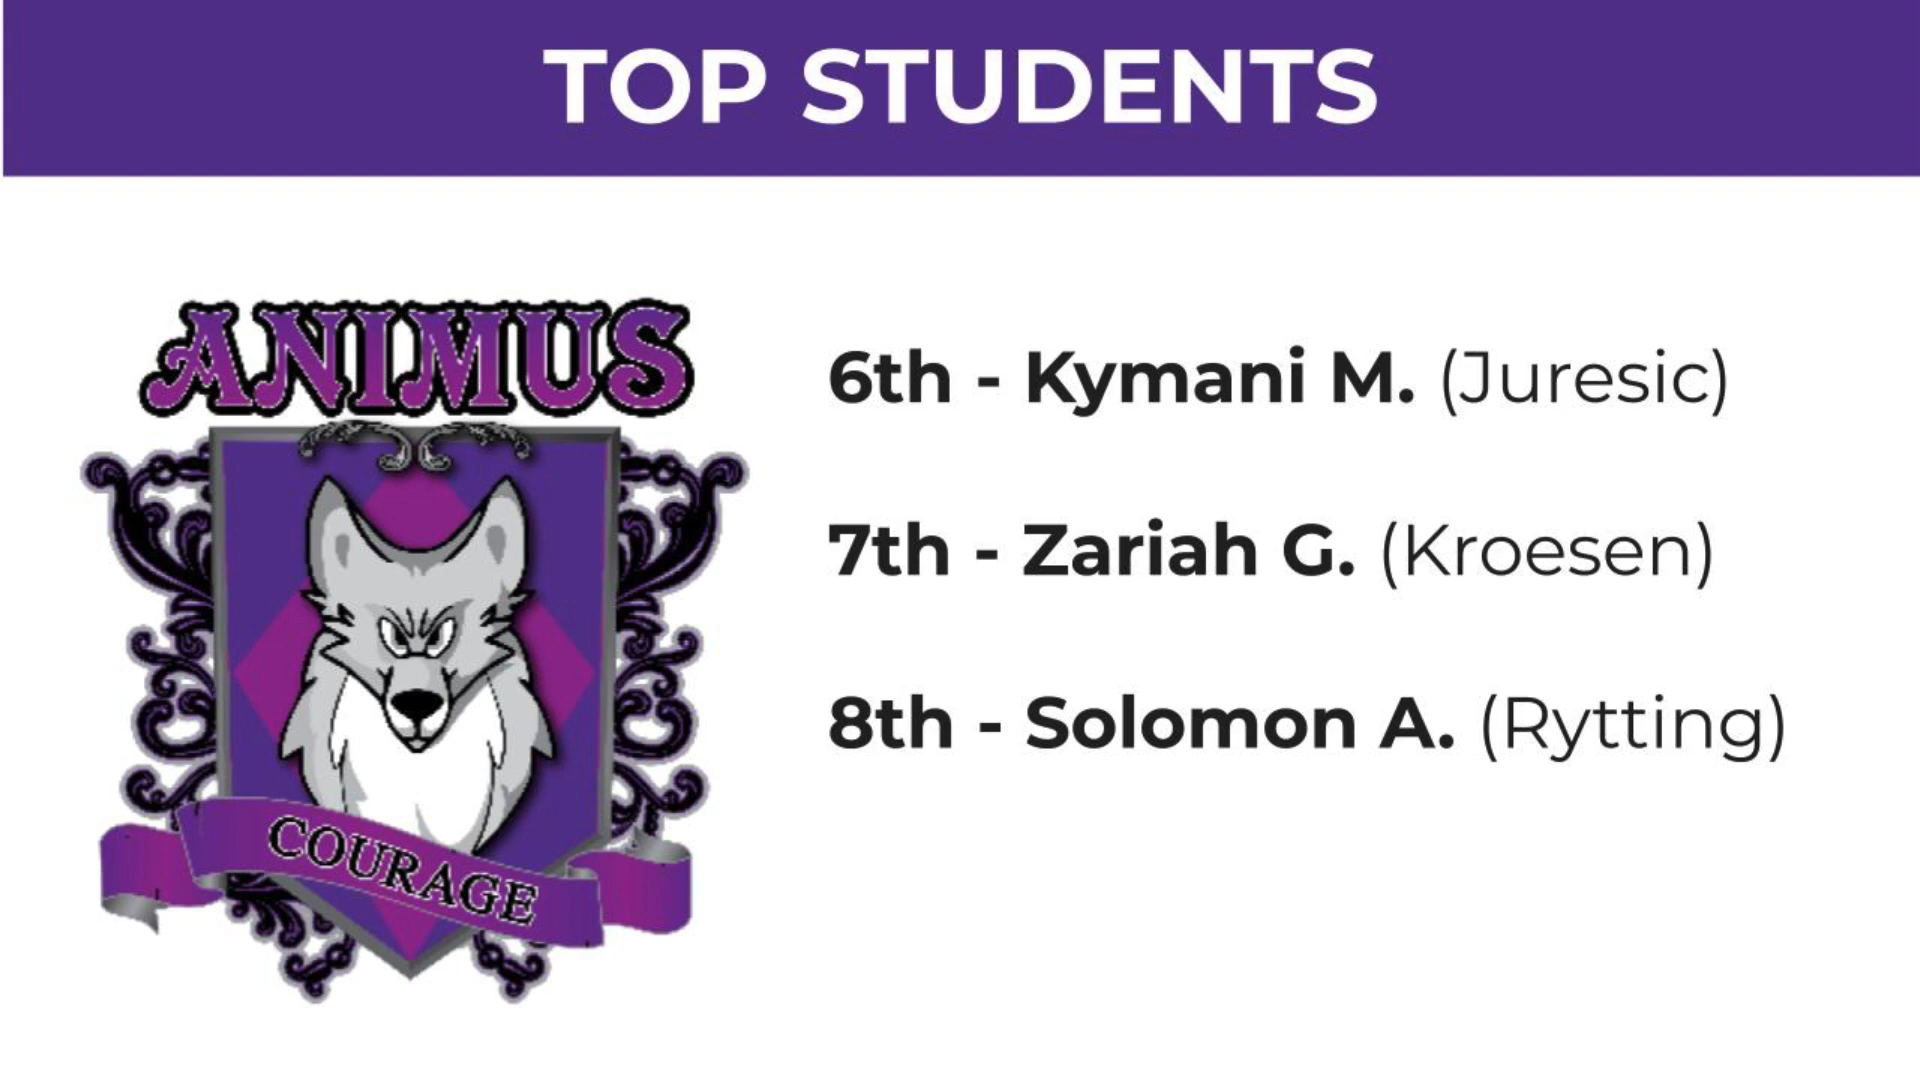 TOP STUDENTS
ANIMUS
6th - Kymani M. (Juresic)
7th - Zariah G. (Kroesen)
8th - Solomon A. (Rytting)
COURAGE